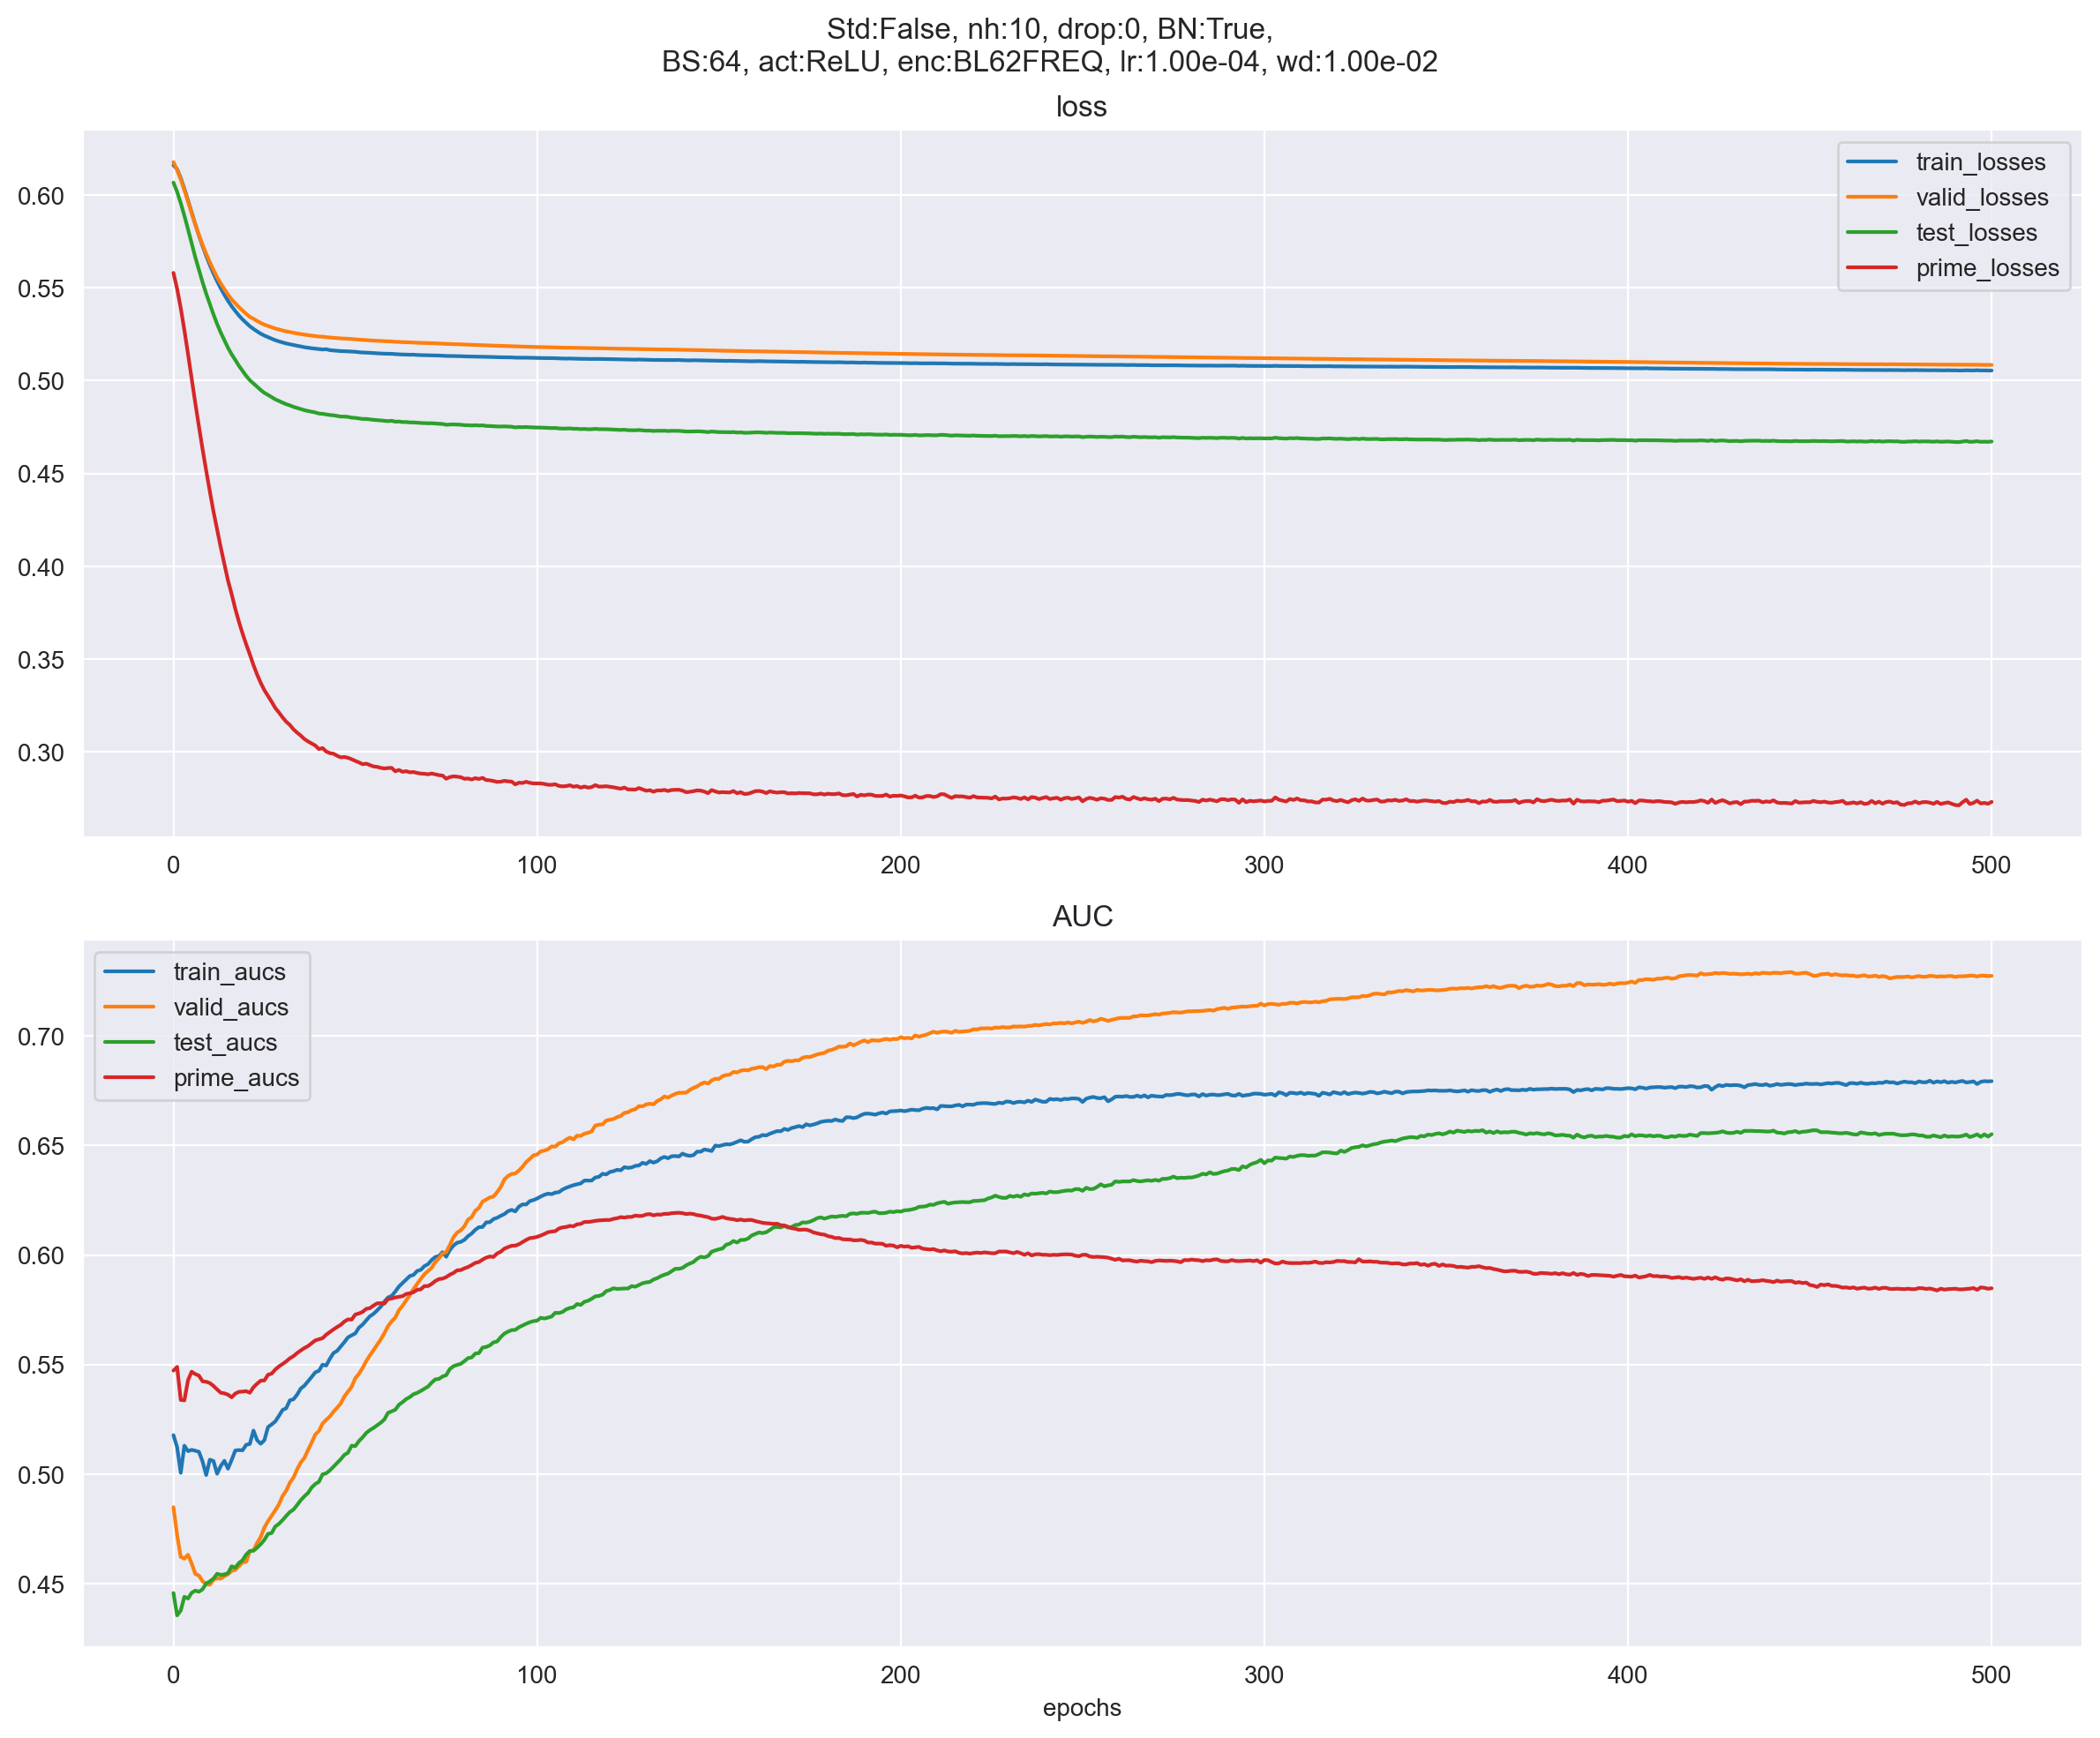 Std:False, nh:10, drop:0, BN:True,
BS:64, act:ReLU, enc:BL62FREQ, lr:1.00e-04, wd:1.00e-02
loss
train_losses
valid_losses
test_losses
prime_losses
0.60
0.55
0.50
0.45
0.40
0.35
0.30
0 100 200 300 400 500
AUC
train_aucs
valid_aucs
test_aucs
prime_aucs
0.70
0.65
0.60
0.55
0.50
0.45
0 100 200 300 400 500
epochs